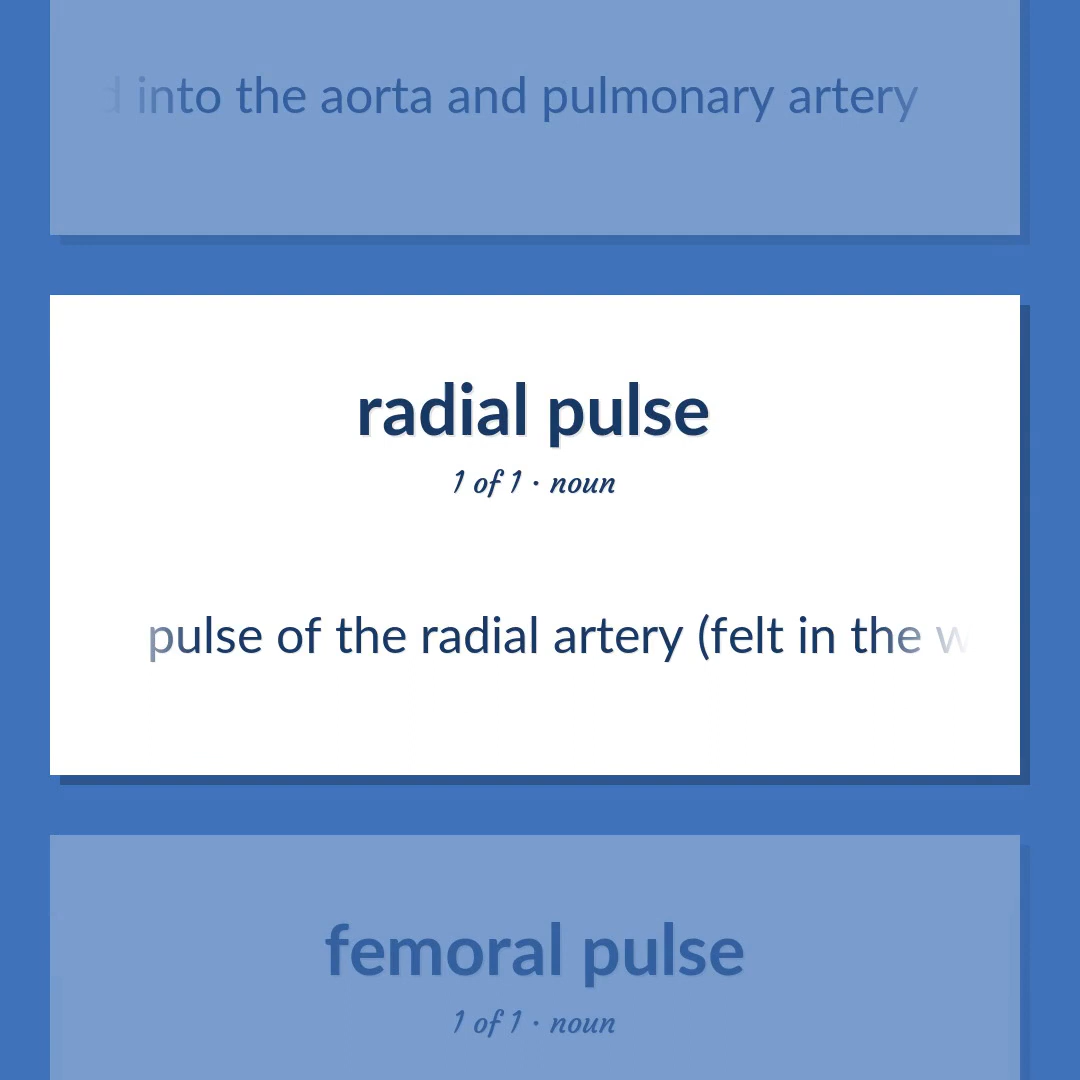 into the aorta and pulmonary artery
radial pulse
1 of 1 · noun
pulse of the radial artery (felt in the
femoral pulse
1 of 1 · noun